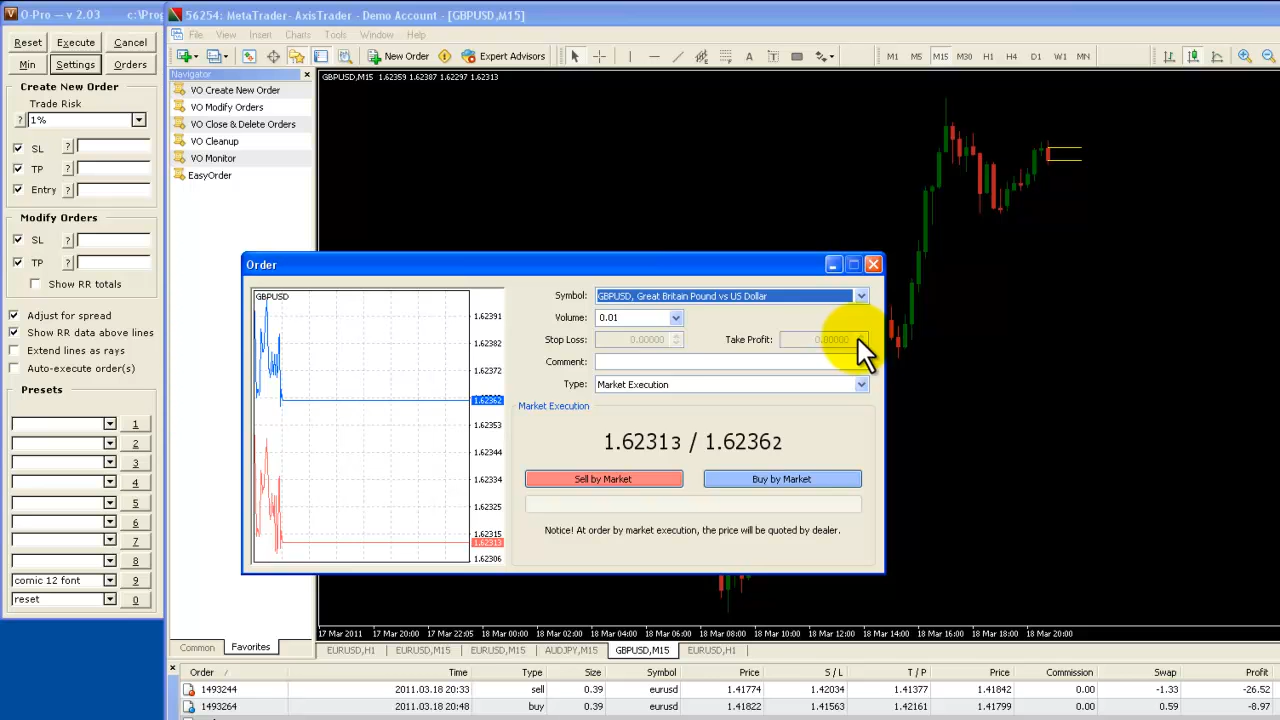 O-Pro — v 2.03 c:\Prog
Reset Execute Cancel
Min Settings Orders
Create New Order
Trade Risk
? 1%
SL ?
TP ?
Entry ?
Modify Orders
SL ?
TP ?
Show RR totals
Adjust for spread
Show RR data above lines
Extend lines as rays
Auto-execute order(s)
Presets
1
2
3
4
5
6
7
8
comic 12 font 9
reset 0
56254: MetaTrader- AxisTrader - Demo Account - [GBPUSD,M15]
File View Insert Charts Tools Window Help
New Order Expert Advisors A T M1 M5 M15 M30 H1 H4 D1 W1 MN
Navigator
VO Create New Order
VO Modify Orders
VO Close & Delete Orders
VO Cleanup
VO Monitor
EasyOrder
Common Favorites
GBPUSD,M15 1.62359 1.62387 1.62297 1.62313
Order
GBPUSD
1.62391
1.62382
1.62372
1.62362
1.62353
1.62344
1.62334
1.62325
1.62315
1.62313
1.62306
Symbol: GBPUSD, Great Britain Pound vs US Dollar
Volume: 0.01
Stop Loss: 0.00000 Take Profit: 0.00000
Comment:
Type: Market Execution
Market Execution
1.62313 / 1.62362
Sell by Market Buy by Market
Notice! At order by market execution, the price will be quoted by dealer.
17 Mar 2011 17 Mar 20:00 17 Mar 22:05 18 Mar 00:00 18 Mar 02:00 18 Mar 04:00 18 Mar 06:00 18 Mar 08:00 18 Mar 10:00 18 Mar 12:00 18 Mar 14:00 18 Mar 16:00 18 Mar 18:00 18 Mar 20:00
EURUSD,H1 EURUSD,M15 EURUSD,M15 AUDJPY,M15 GBPUSD,M15 EURUSD,H1
Order / Time Type Size Symbol Price S / L T / P Price Commission Swap Profit
1493244 2011.03.18 20:33 sell 0.39 eurusd 1.41774 1.42034 1.41377 1.41842 0.00 -1.33 -26.52
1493264 2011.03.18 20:48 buy 0.39 eurusd 1.41822 1.41563 1.42161 1.41799 0.00 0.59 -8.97